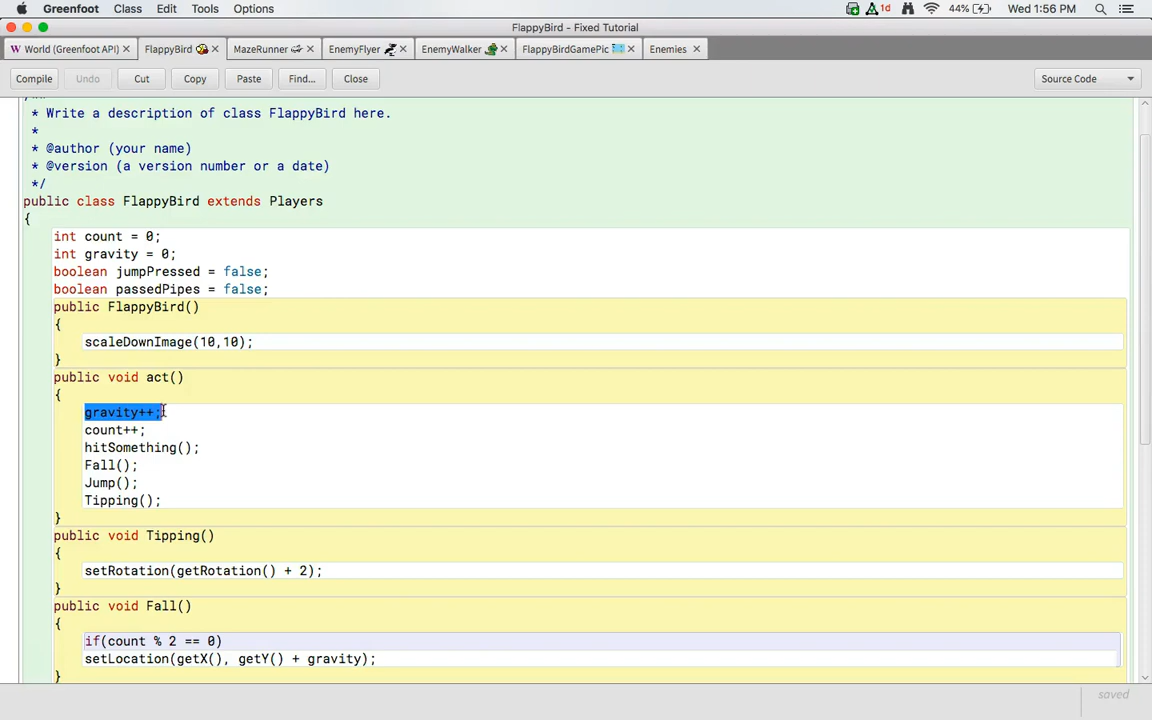 Greenfoot Class Edit Tools Options 1d 44% Wed 1:56 PM
FlappyBird - Fixed Tutorial
World (Greenfoot API) × FlappyBird × MazeRunner × EnemyFlyer × EnemyWalker × FlappyBirdGamePic × Enemies ×
Compile Undo Cut Copy Paste Find... Close Source Code
* Write a description of class FlappyBird here.
*
* @author (your name)
* @version (a version number or a date)
*/
public class FlappyBird extends Players
{
int count = 0;
int gravity = 0;
boolean jumpPressed = false;
boolean passedPipes = false;
public FlappyBird()
{
scaleDownImage(10,10);
}
public void act()
{
gravity++;
count++;
hitSomething();
Fall();
Jump();
Tipping();
}
public void Tipping()
{
setRotation(getRotation() + 2);
}
public void Fall()
{
if(count % 2 == 0)
setLocation(getX(), getY() + gravity);
}
saved